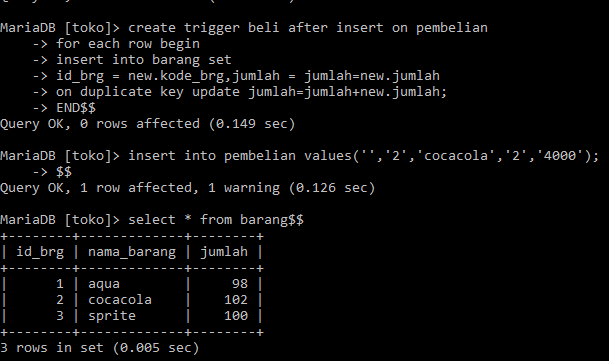 MariaDB [toko]> create trigger beli after insert on pembelian
    -> for each row begin
    -> insert into barang set
    -> id_brg = new.kode_brg,jumlah = jumlah=new.jumlah
    -> on duplicate key update jumlah=jumlah+new.jumlah;
    -> END$$
Query OK, 0 rows affected (0.149 sec)

MariaDB [toko]> insert into pembelian values('','2','cocacola','2','4000');
    -> $$
Query OK, 1 row affected, 1 warning (0.126 sec)

MariaDB [toko]> select * from barang$$
+--------+-------------+--------+
| id_brg | nama_barang | jumlah |
+--------+-------------+--------+
|      1 | aqua        |     98 |
|      2 | cocacola    |    102 |
|      3 | sprite      |    100 |
+--------+-------------+--------+
3 rows in set (0.005 sec)